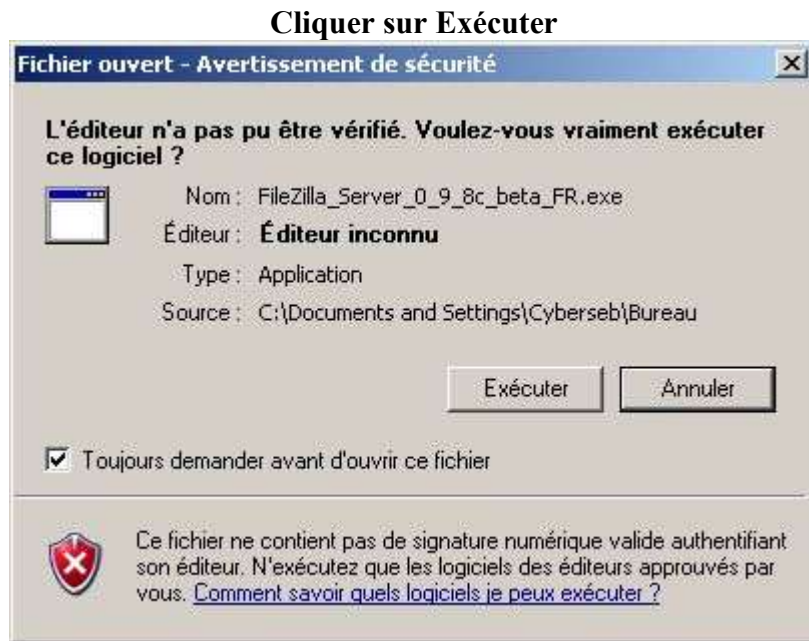 Cliquer sur Exécuter
Fichier ouvert - Avertissement de sécurité
L'éditeur n'a pas pu être vérifié. Voulez-vous vraiment exécuter
ce logiciel ?
Nom : FileZilla_Server_0_9_8c_beta_FR.exe
Éditeur : Éditeur inconnu
Type : Application
Source : C:\Documents and Settings\Cyberseb\Bureau
Exécuter Annuler
Toujours demander avant d'ouvrir ce fichier
Ce fichier ne contient pas de signature numérique valide authentifiant
son éditeur. N'exécutez que les logiciels des éditeurs approuvés par
vous. Comment savoir quels logiciels je peux exécuter ?